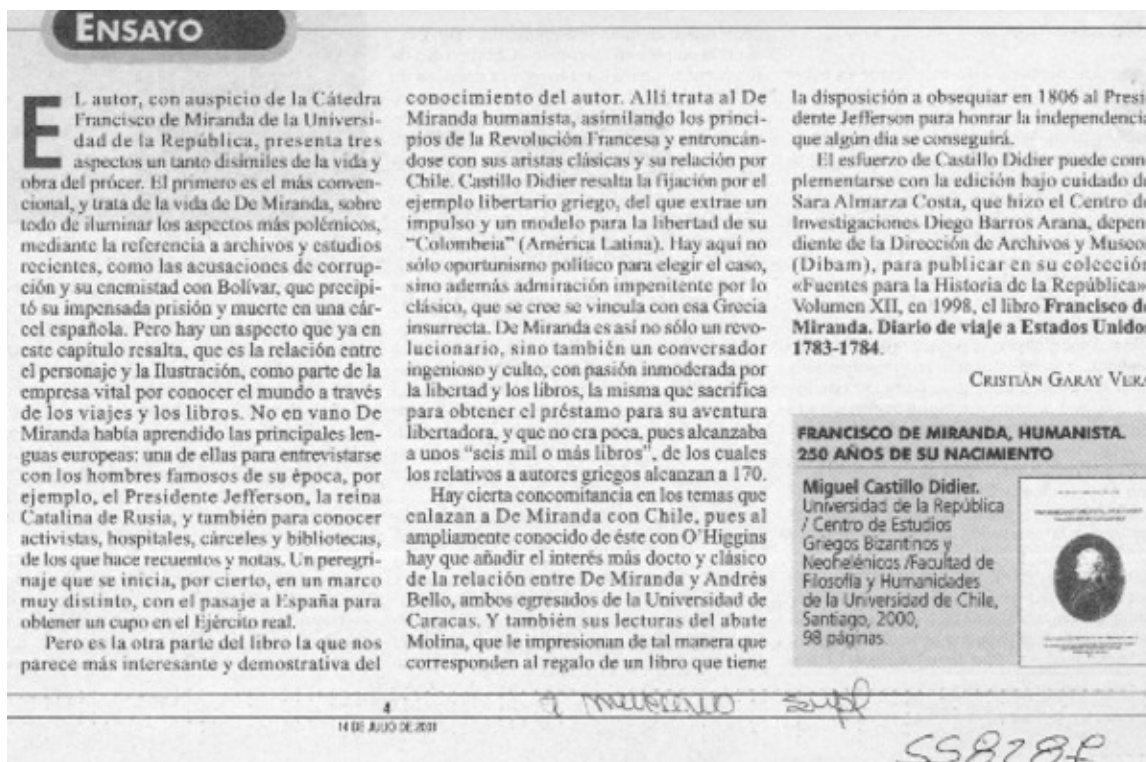 ENSAYO
EL autor, con auspicio de la Cátedra
Francisco de Miranda de la Universi-
dad de la República, presenta tres
aspectos un tanto disímiles de la vida y
obra del prócer. El primero es el más conven-
cional, y trata de la vida de De Miranda, sobre
todo de iluminar los aspectos más polémicos,
mediante la referencia a archivos y estudios
recientes, como las acusaciones de corrup-
ción y su enemistad con Bolívar, que precipi-
tó su impensada prisión y muerte en una cár-
cel española. Pero hay un aspecto que ya en
este capítulo resalta, que es la relación entre
el personaje y la Ilustración, como parte de la
empresa vital por conocer el mundo a través
de los viajes y los libros. No en vano De
Miranda había aprendido las principales len-
guas europeas: una de ellas para entrevistarse
con los hombres famosos de su época, por
ejemplo, el Presidente Jefferson, la reina
Catalina de Rusia, y también para conocer
activistas, hospitales, cárceles y bibliotecas,
de los que hace recuentos y notas. Un peregri-
naje que se inicia, por cierto, en un marco
muy distinto, con el pasaje a España para
obtener un cupo en el Ejército real.
Pero es la otra parte del libro la que nos
parece más interesante y demostrativa del
conocimiento del autor. Allí trata al De
Miranda humanista, asimilando los princi-
pios de la Revolución Francesa y entroncán-
dose con sus aristas clásicas y su relación por
Chile. Castillo Didier resalta la fijación por el
ejemplo libertario griego, del que extrae un
impulso y un modelo para la libertad de su
"Colombeia" (América Latina). Hay aquí no
sólo oportunismo político para elegir el caso,
sino además admiración impenitente por lo
clásico, que se cree se vincula con esa Grecia
insurrecta. De Miranda es así no sólo un revo-
lucionario, sino también un conversador
ingenioso y culto, con pasión inmoderada por
la libertad y los libros, la misma que sacrifica
para obtener el préstamo para su aventura
libertadora, y que no era poca, pues alcanzaba
a unos "seis mil o más libros", de los cuales
los relativos a autores griegos alcanzan a 170.
Hay cierta concomitancia en los temas que
enlazan a De Miranda con Chile, pues al
ampliamente conocido de éste con O'Higgins
hay que añadir el interés más docto y clásico
de la relación entre De Miranda y Andrés
Bello, ambos egresados de la Universidad de
Caracas. Y también sus lecturas del abate
Molina, que le impresionan de tal manera que
corresponden al regalo de un libro que tiene
la disposición a obsequiar en 1806 al Presi
dente Jefferson para honrar la independencia
que algún día se conseguirá.
El esfuerzo de Castillo Didier puede com
plementarse con la edición bajo cuidado de
Sara Almarza Costa, que hizo el Centro de
Investigaciones Diego Barros Arana, depen
diente de la Dirección de Archivos y Museos
(Dibam), para publicar en su colección
«Fuentes para la Historia de la República»
Volumen XII, en 1998, el libro Francisco de
Miranda. Diario de viaje a Estados Unidos
1783-1784.
CRISTIÁN GARAY VERA
FRANCISCO DE MIRANDA, HUMANISTA.
250 AÑOS DE SU NACIMIENTO
Miguel Castillo Didier.
Universidad de la República
/ Centro de Estudios
Griegos Bizantinos y
Neohelénicos /Facultad de
Filosofía y Humanidades
de la Universidad de Chile,
Santiago, 2000,
98 páginas.
4
14 DE JULIO DE 2001